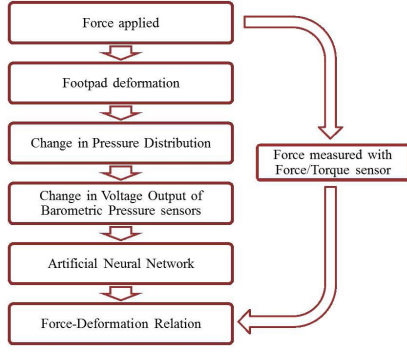 Force applied
Footpad deformation
Change in Pressure Distribution
Change in Voltage Output of
Barometric Pressure sensors
Artificial Neural Network
Force-Deformation Relation
Force measured with
Force/Torque sensor